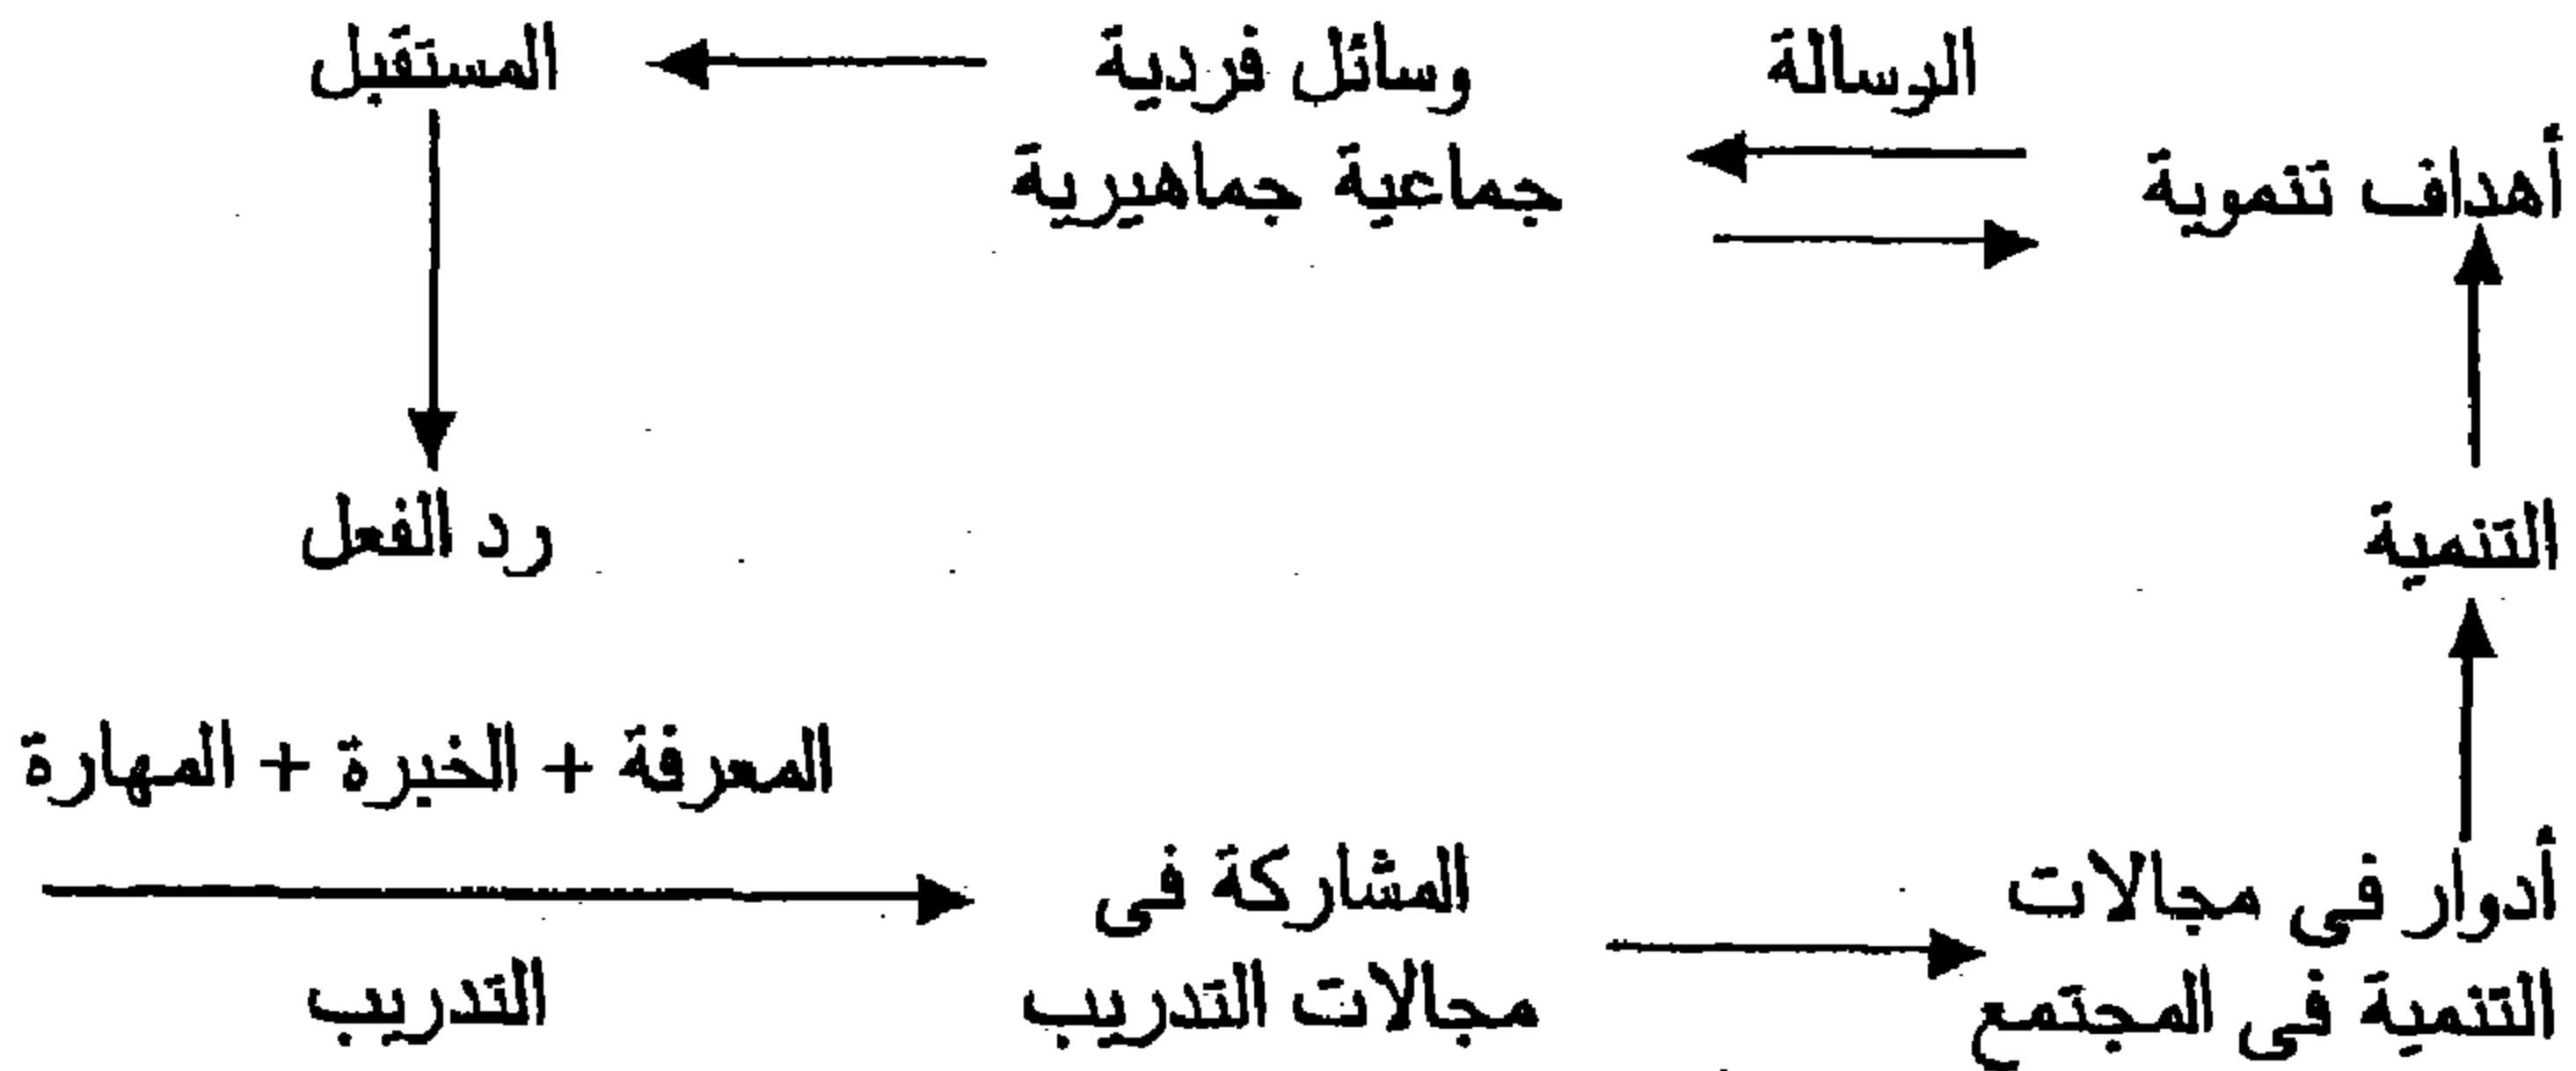 الرسالة
أهداف تنموية
وسائل فردية
جماعية جماهيرية
المستقبل
رد الفعل
التنمية
المعرفة + الخبرة + المهارة
التدريب
المشاركة فى
مجالات التدريب
أدوار فى مجالات
التنمية فى المجتمع